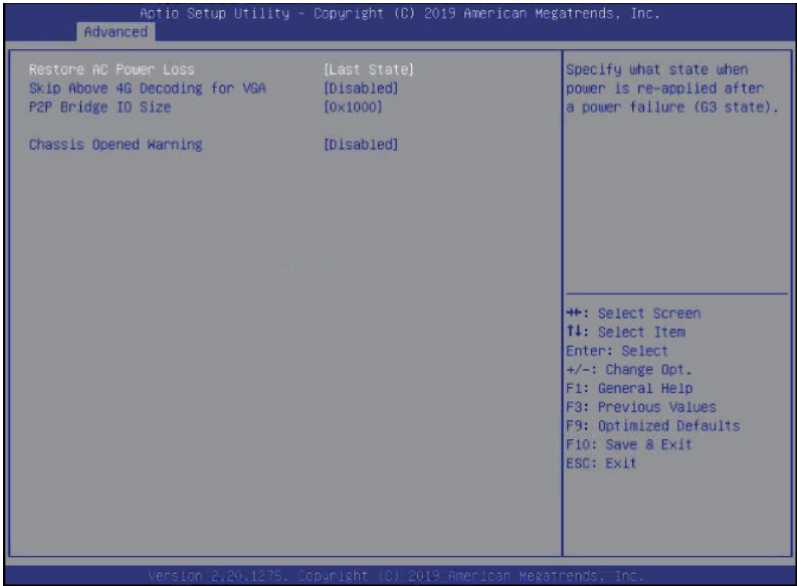 Aptio Setup Utility - Copyright (C) 2019 American Megatrends, Inc.
Advanced
Restore AC Power Loss [Last State]
Skip Above 4G Decoding for VGA [Disabled]
P2P Bridge IO Size [0x1000]
Chassis Opened Warning [Disabled]
Specify what state when
power is re-applied after
a power failure (G3 state).
→←: Select Screen
↑↓: Select Item
Enter: Select
+/-: Change Opt.
F1: General Help
F3: Previous Values
F9: Optimized Defaults
F10: Save & Exit
ESC: Exit
Version 2.20.1275. Copyright (C) 2019 American Megatrends, Inc.